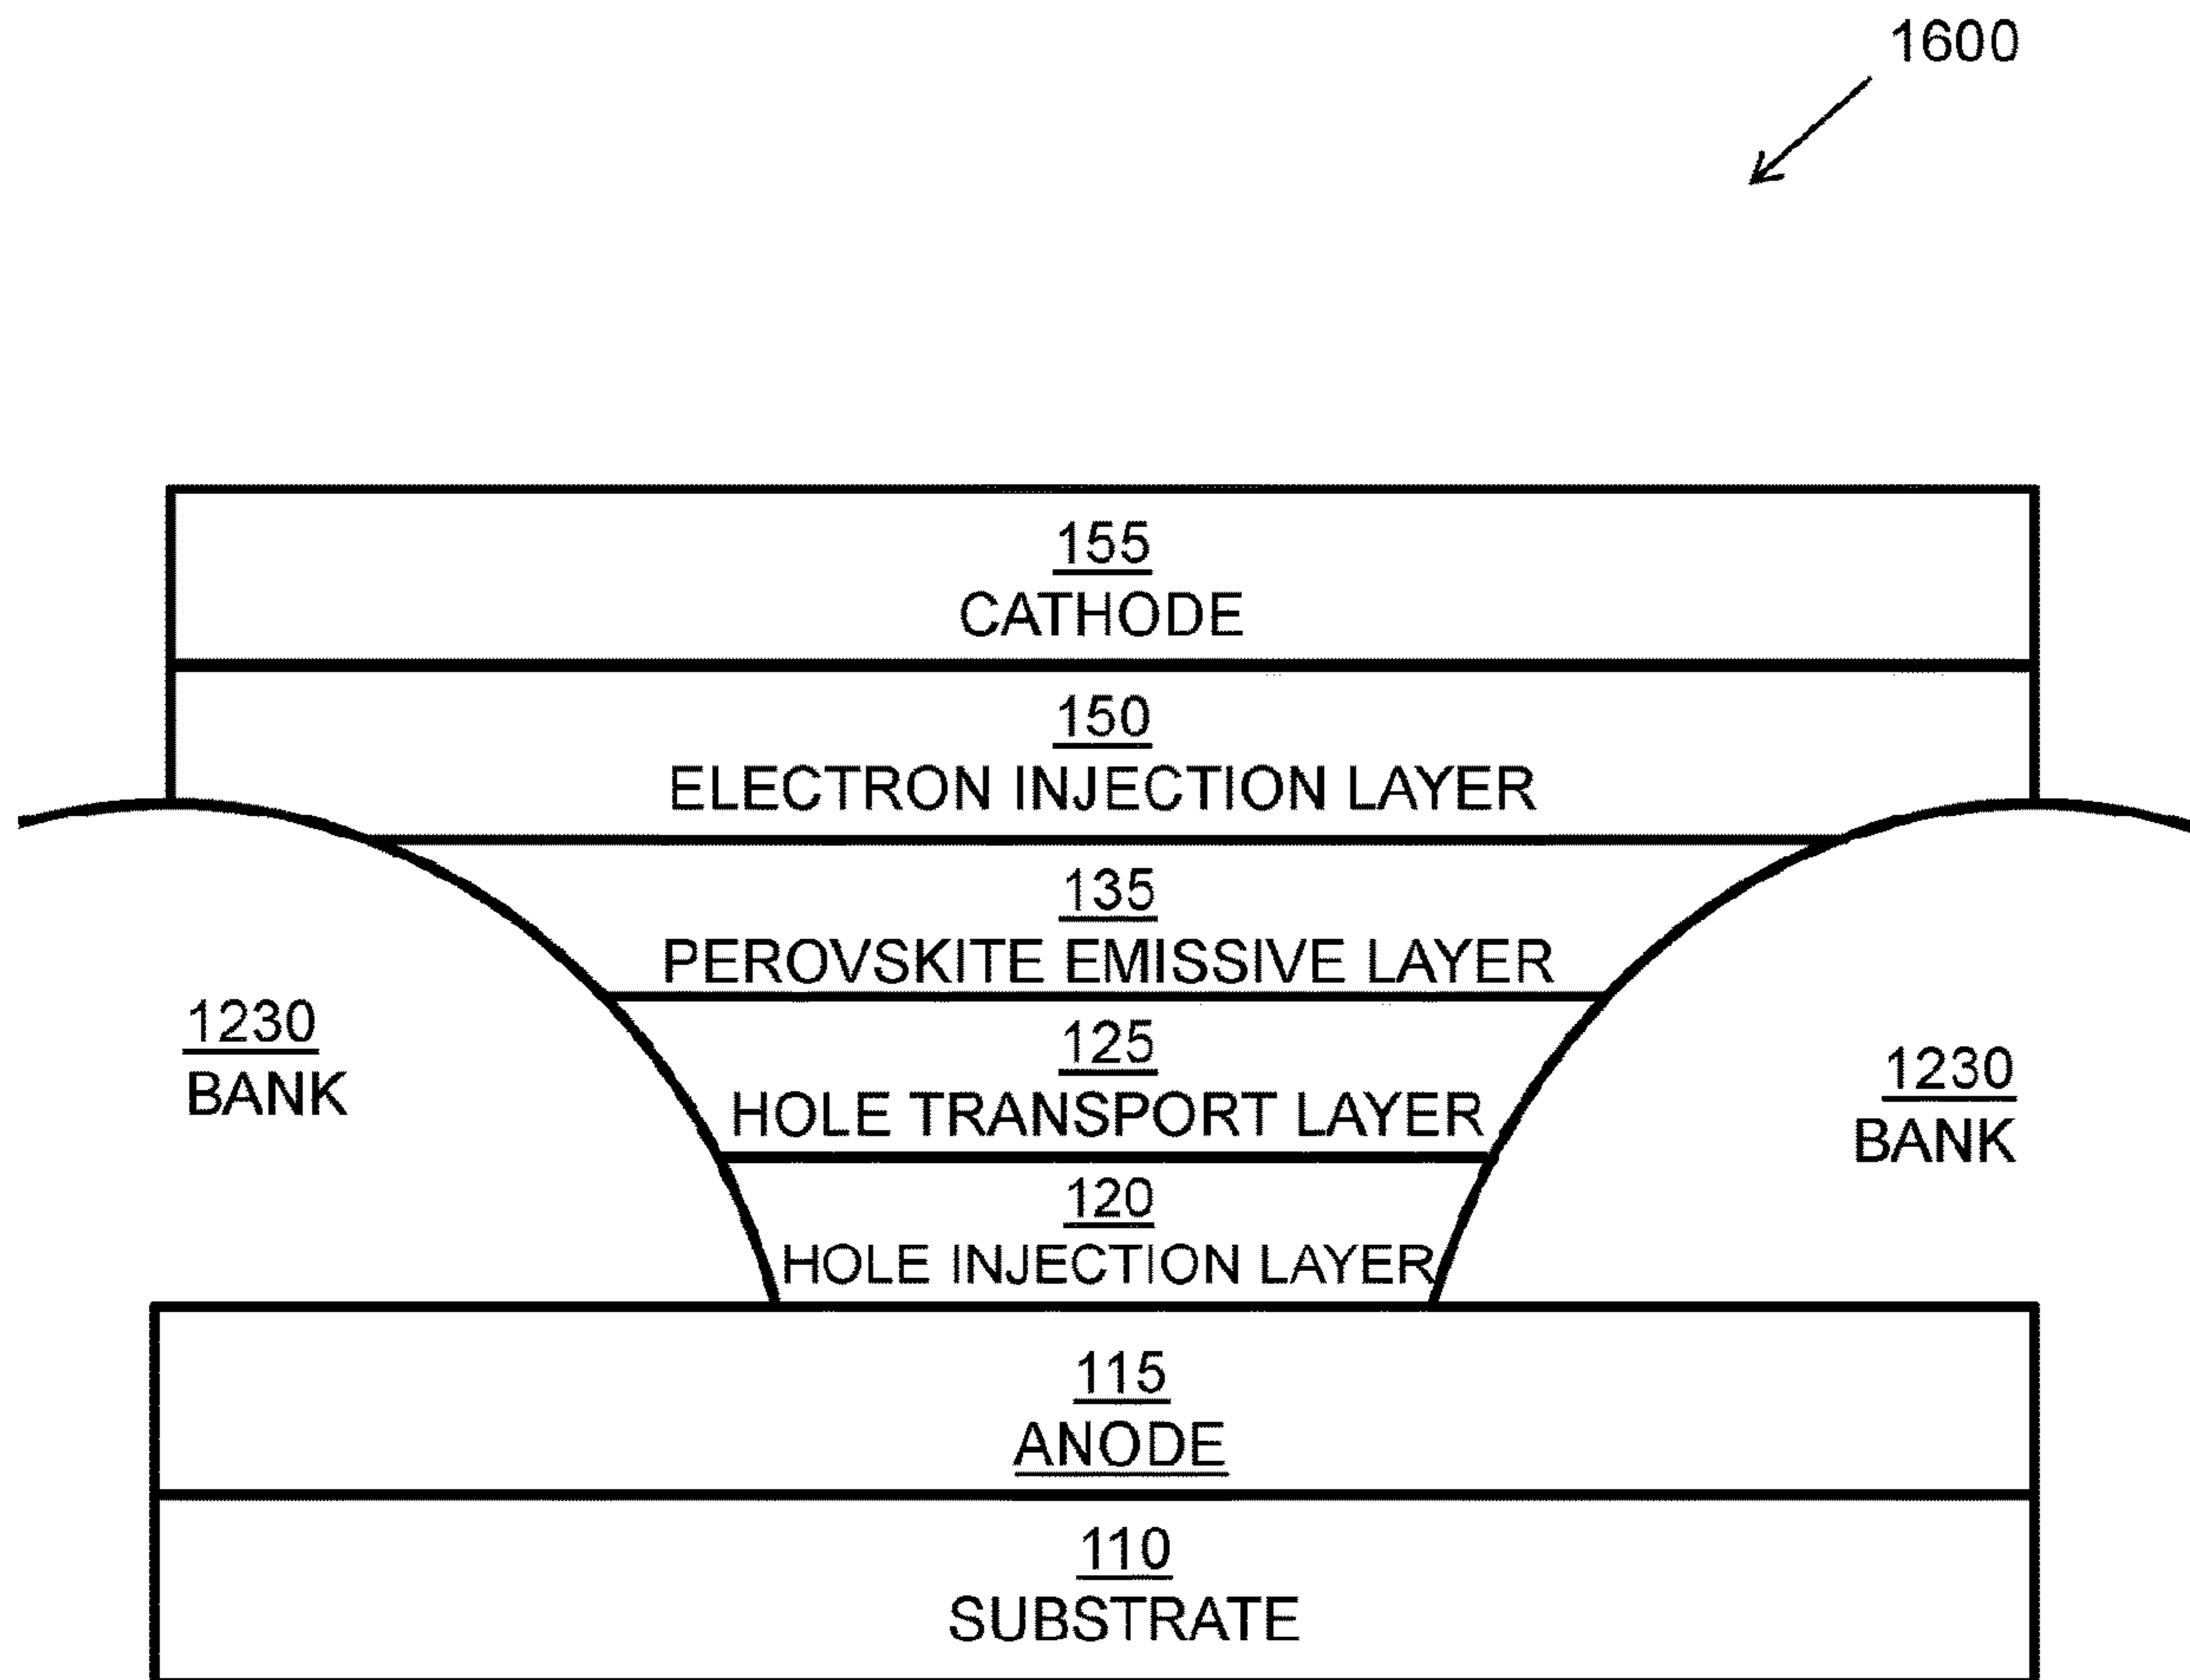 1600
155
CATHODE
150
ELECTRON INJECTION LAYER
135
PEROVSKITE EMISSIVE LAYER
1230
BANK
125
HOLE TRANSPORT LAYER
1230
BANK
120
HOLE INJECTION LAYER
115
ANODE
110
SUBSTRATE